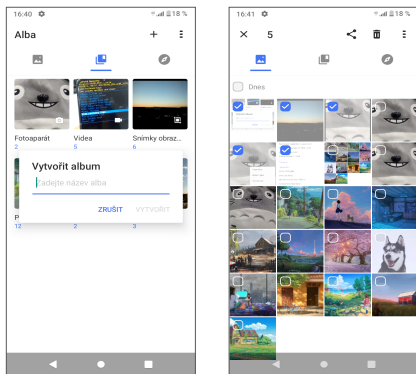 16:40
18 %
Alba
Fotoaparát
2
Videa
5
Snímky obraz...
6
Vytvořit album
Zadejte název alba
ZRUŠIT
VYTVOŘIT
P
12
2
3
16:41
18 %
5
Dnes